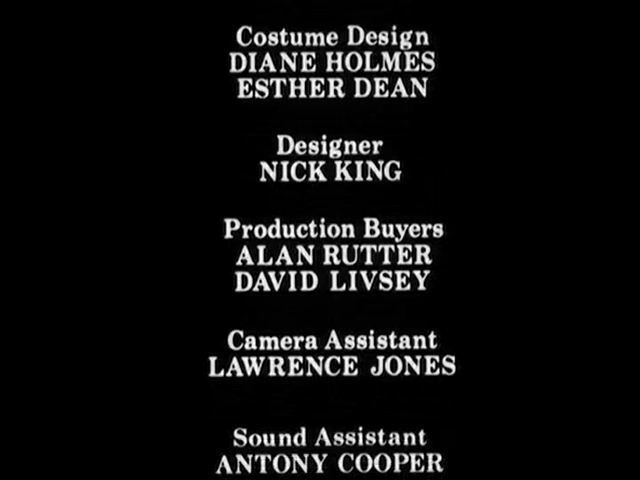 Costume Design
DIANE HOLMES
ESTHER DEAN
Designer
NICK KING
Production Buyers
ALAN RUTTER
DAVID LIVSEY
Camera Assistant
LAWRENCE JONES
Sound Assistant
ANTONY COOPER